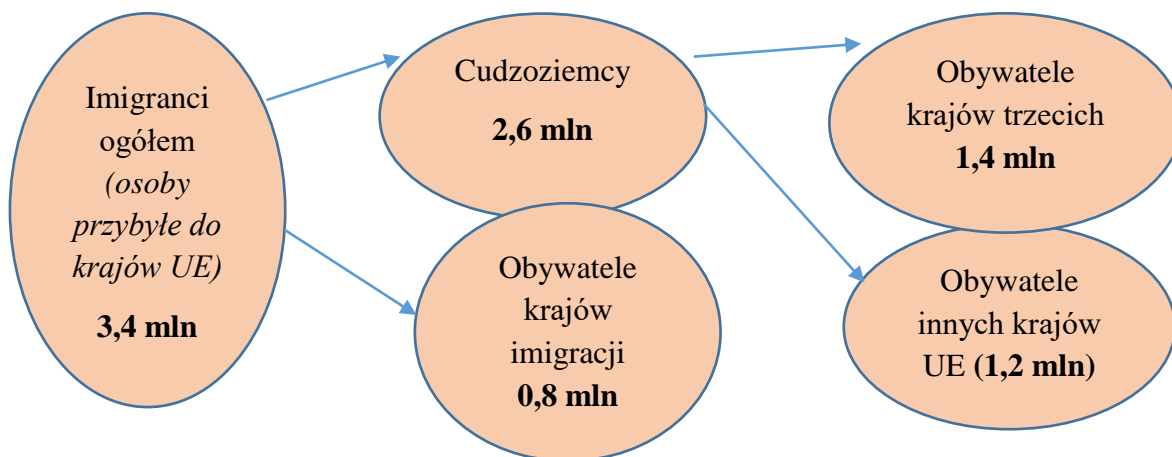 Imigranci
ogółem
(osoby
przybyłe do
krajów UE)
3,4 mln
Cudzoziemcy
2,6 mln
Obywatele
krajów
imigracji
0,8 mln
Obywatele
krajów trzecich
1,4 mln
Obywatele
innych krajów
UE (1,2 mln)